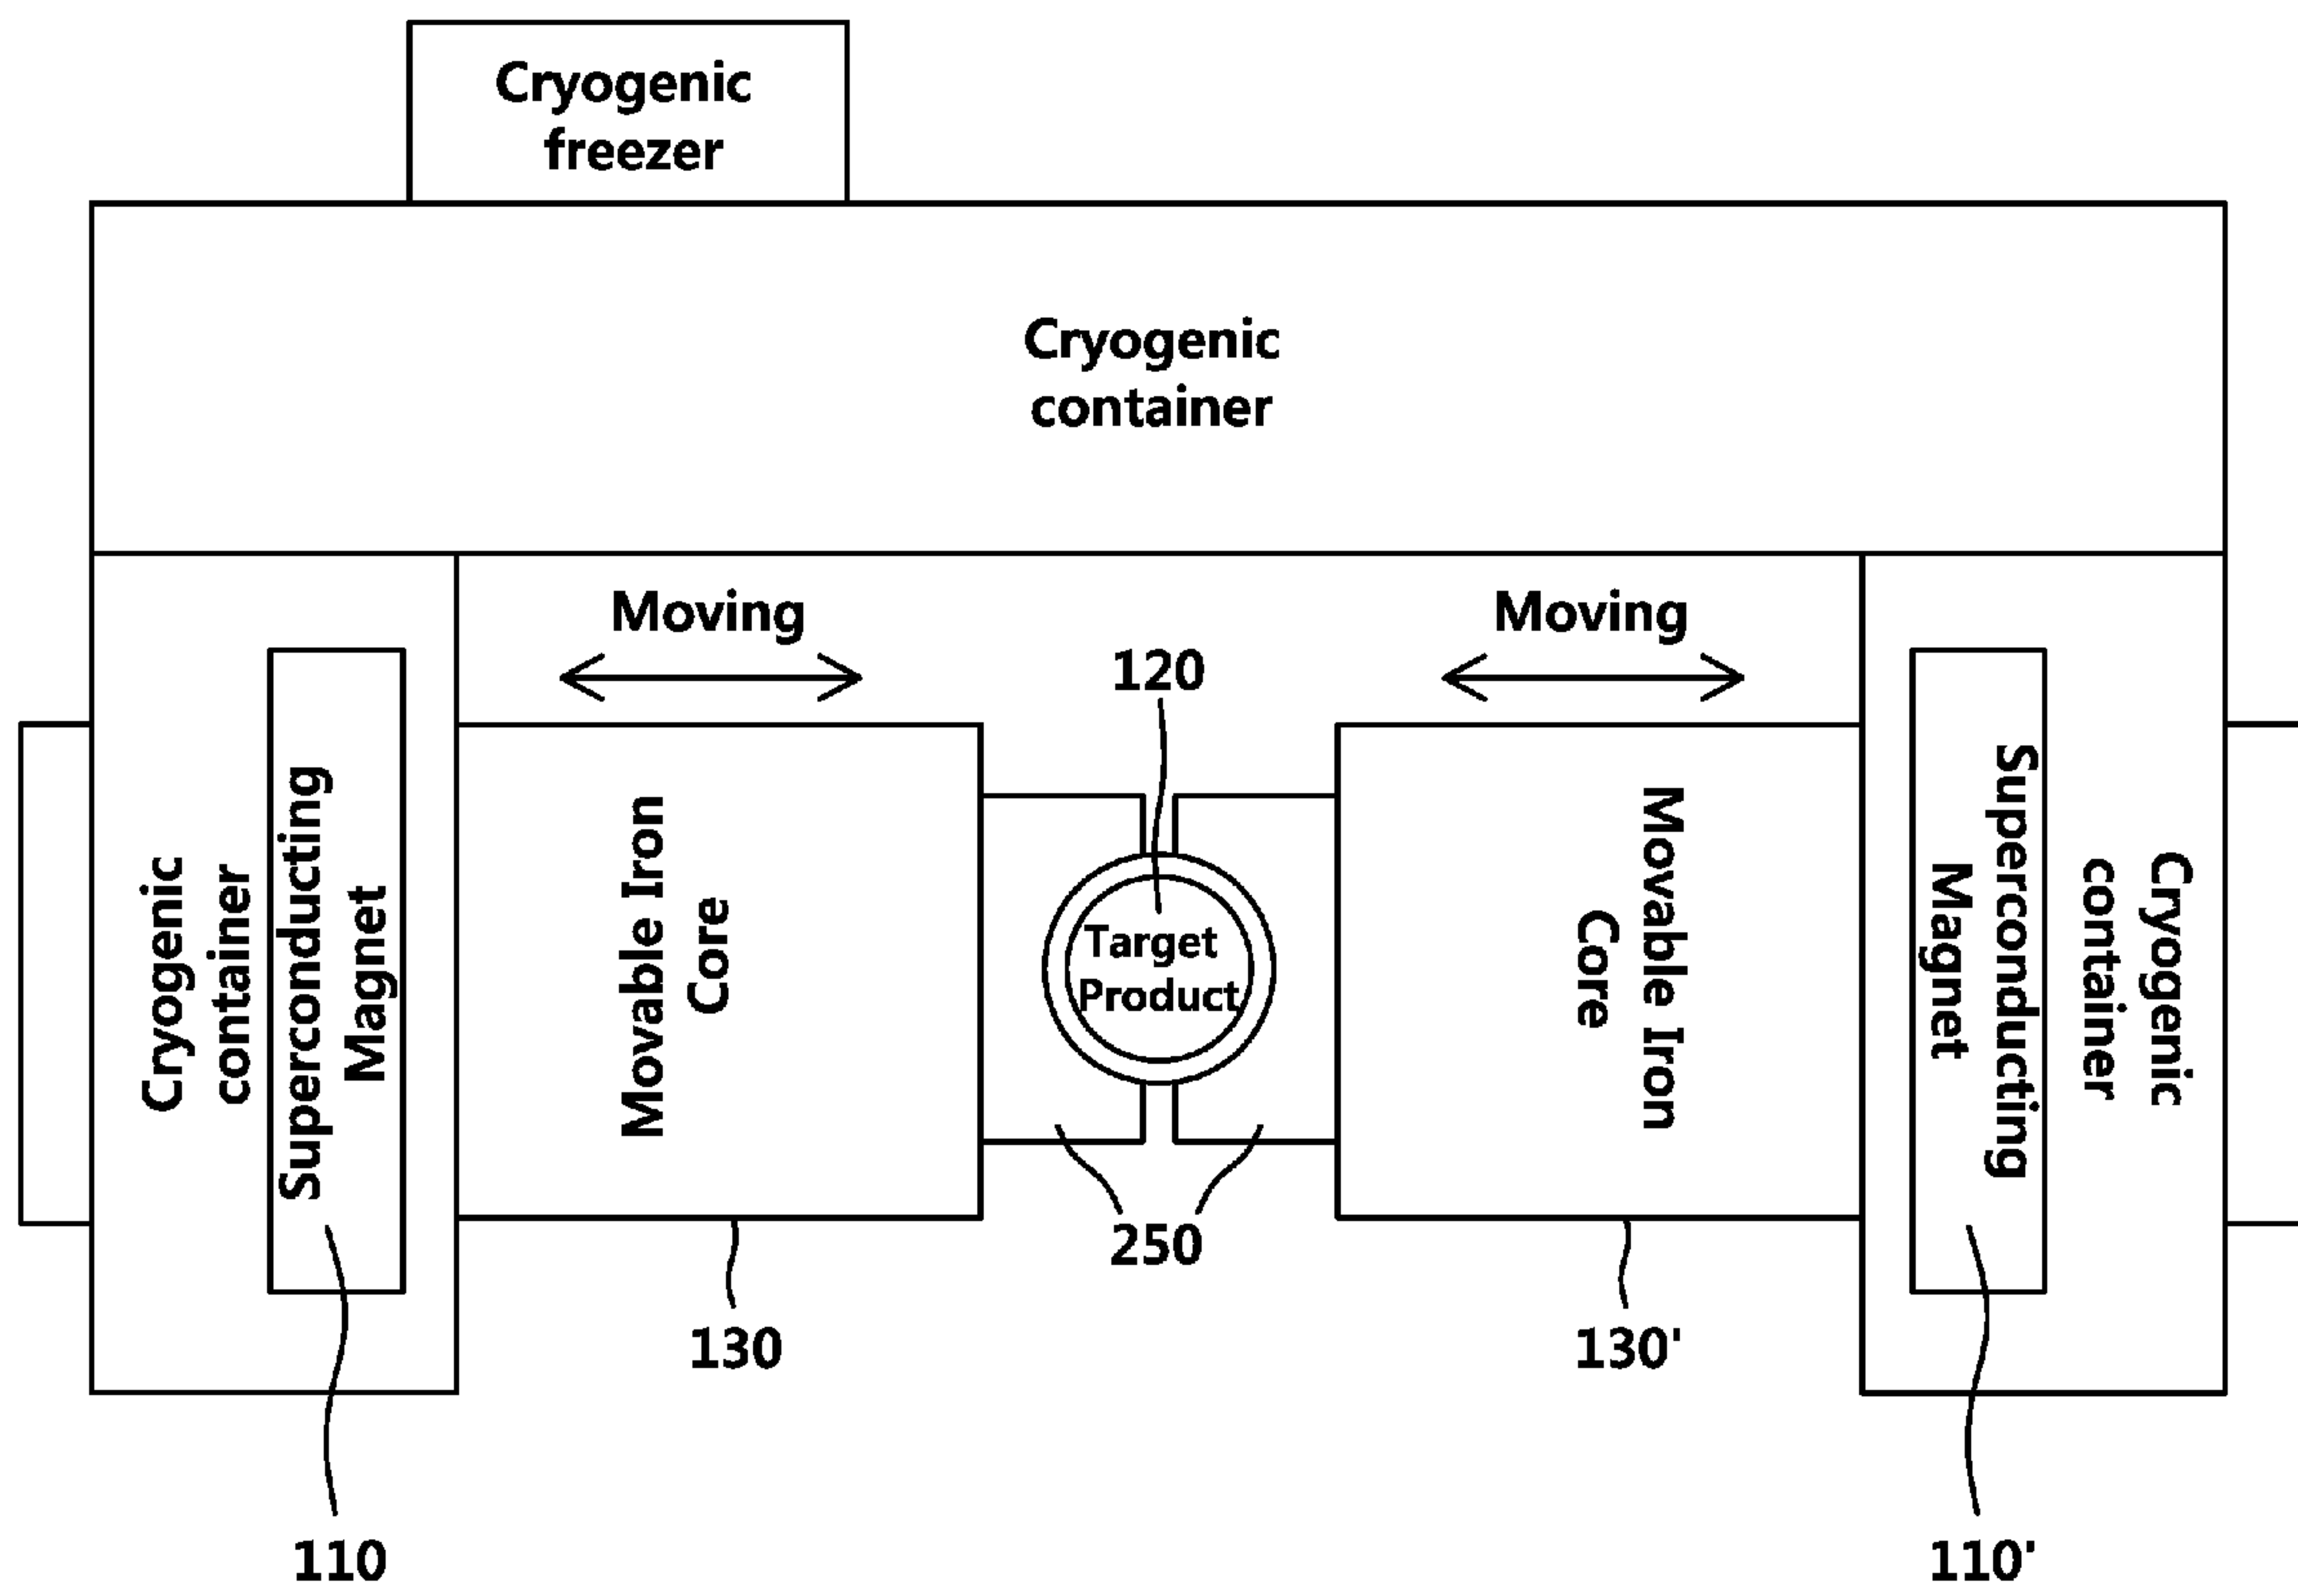 Cryogenic
freezer
Cryogenic
container
Moving
Moving
120
Cryogenic
container
Superconducting
Magnet
Movable Iron
Core
Target
Product
Movable Iron
Core
Superconducting
Magnet
Cryogenic
container
250
130
130'
110
110'